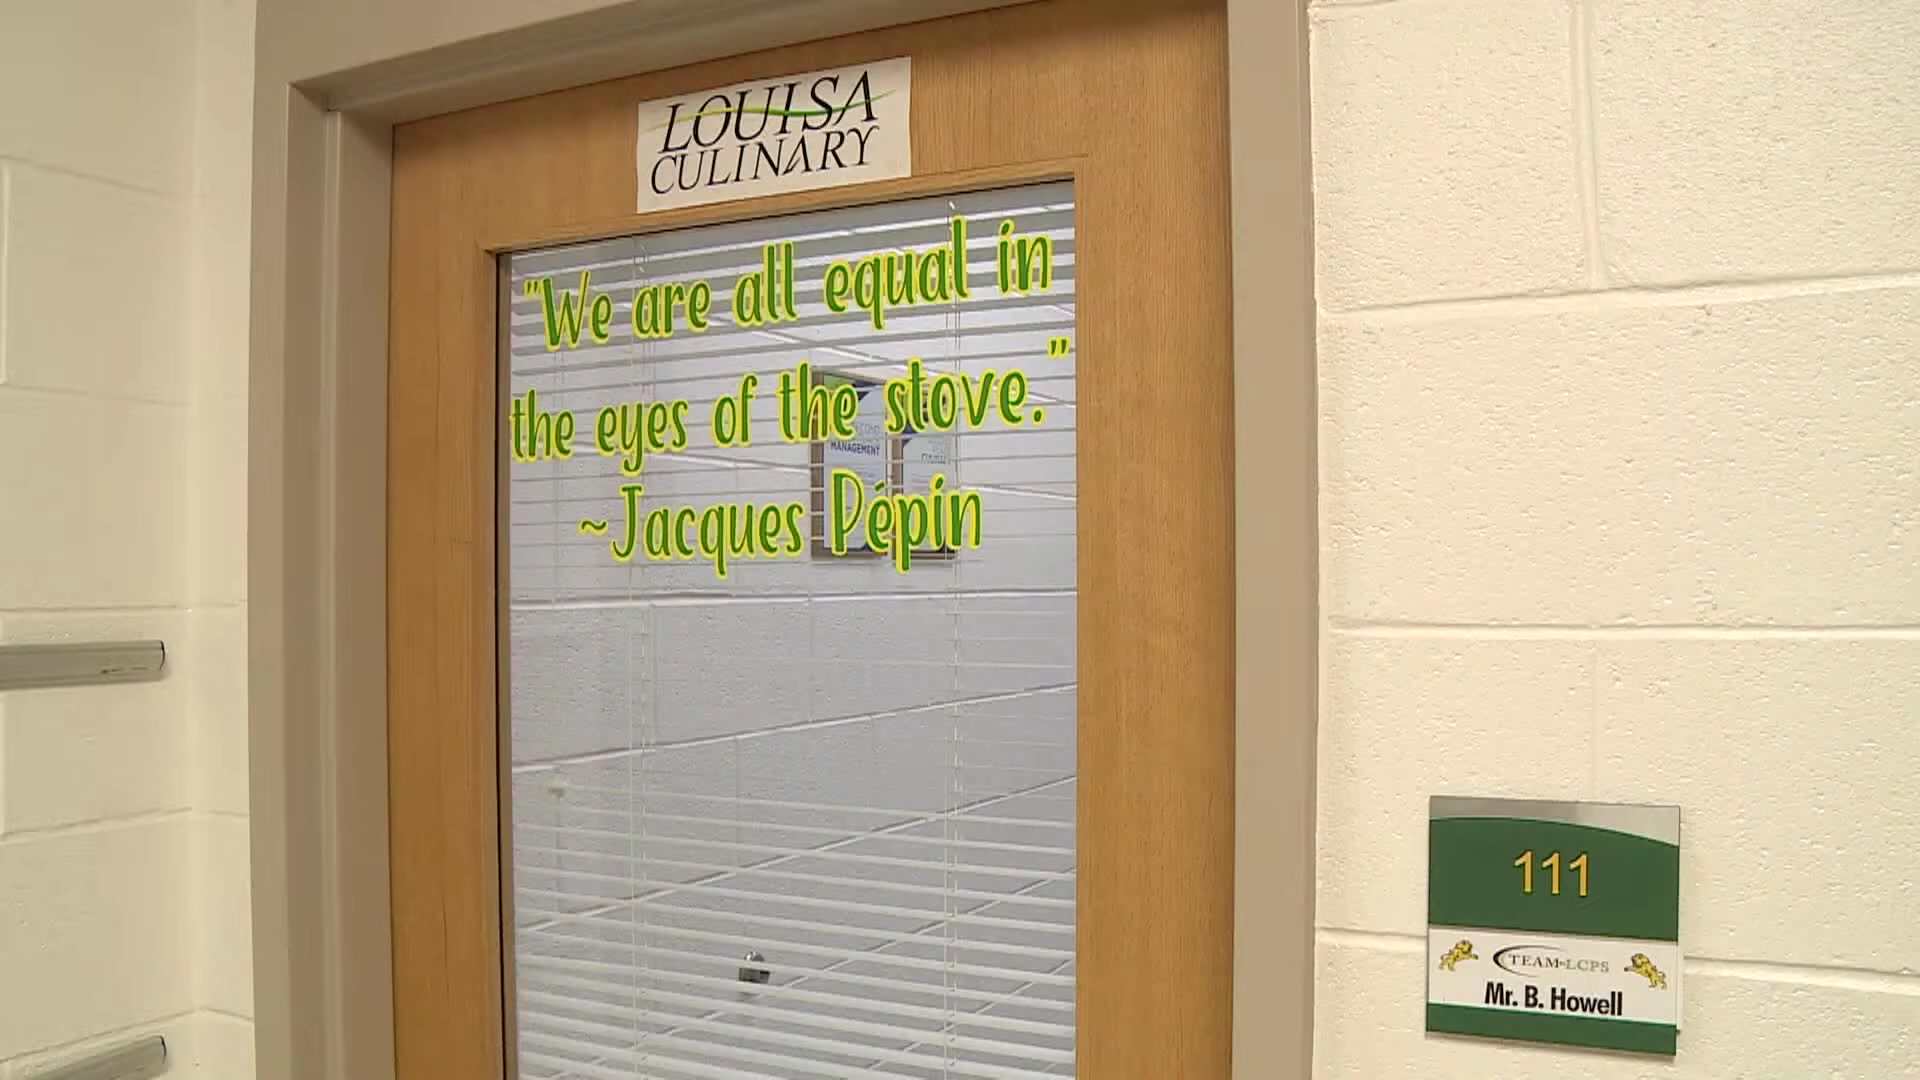 LOUISA
CULINARY
"We are all equal in
the eyes of the stove."
~Jacques Pépin
MANAGEMENT
111
TEAM LCPS
Mr. B. Howell